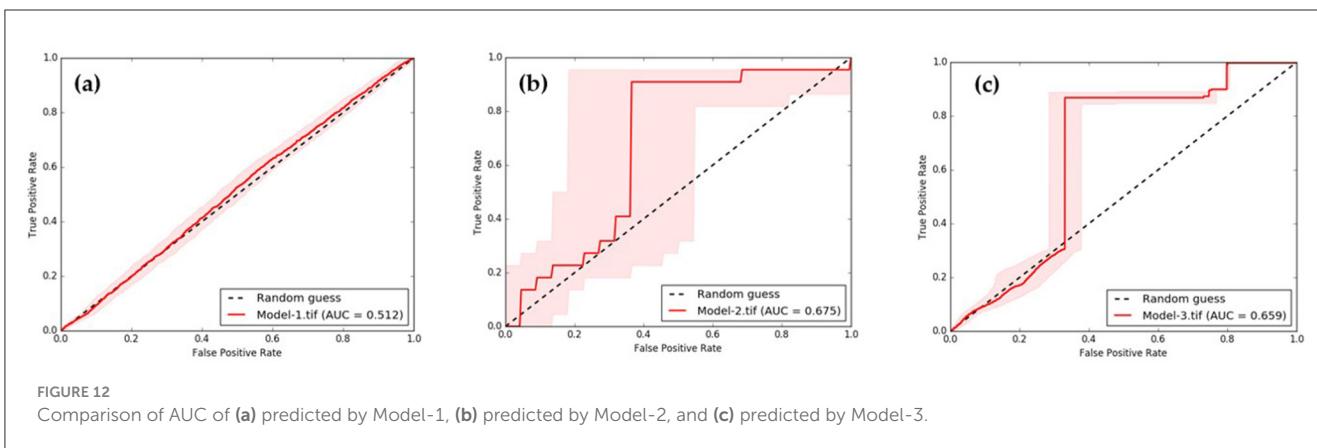 (a)
True Positive Rate
1.0
0.8
0.6
0.4
0.2
0.0
0.0 0.2 0.4 0.6 0.8 1.0
False Positive Rate
Random guess
Model-1.tif (AUC = 0.512)
(b)
True Positive Rate
1.0
0.8
0.6
0.4
0.2
0.0
0.0 0.2 0.4 0.6 0.8 1.0
False Positive Rate
Random guess
Model-2.tif (AUC = 0.675)
(c)
True Positive Rate
1.0
0.8
0.6
0.4
0.2
0.0
0.0 0.2 0.4 0.6 0.8 1.0
False Positive Rate
Random guess
Model-3.tif (AUC = 0.659)
FIGURE 12
Comparison of AUC of (a) predicted by Model-1, (b) predicted by Model-2, and (c) predicted by Model-3.